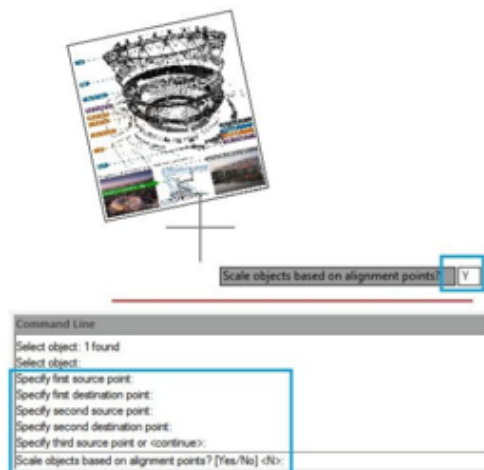 Scale objects based on alignment points? Y
Command Line
Select object: 1 found
Select object:
Specify first source point:
Specify first destination point:
Specify second source point:
Specify second destination point:
Specify third source point or <continue>:
Scale objects based on alignment points? [Yes/No] <N>: